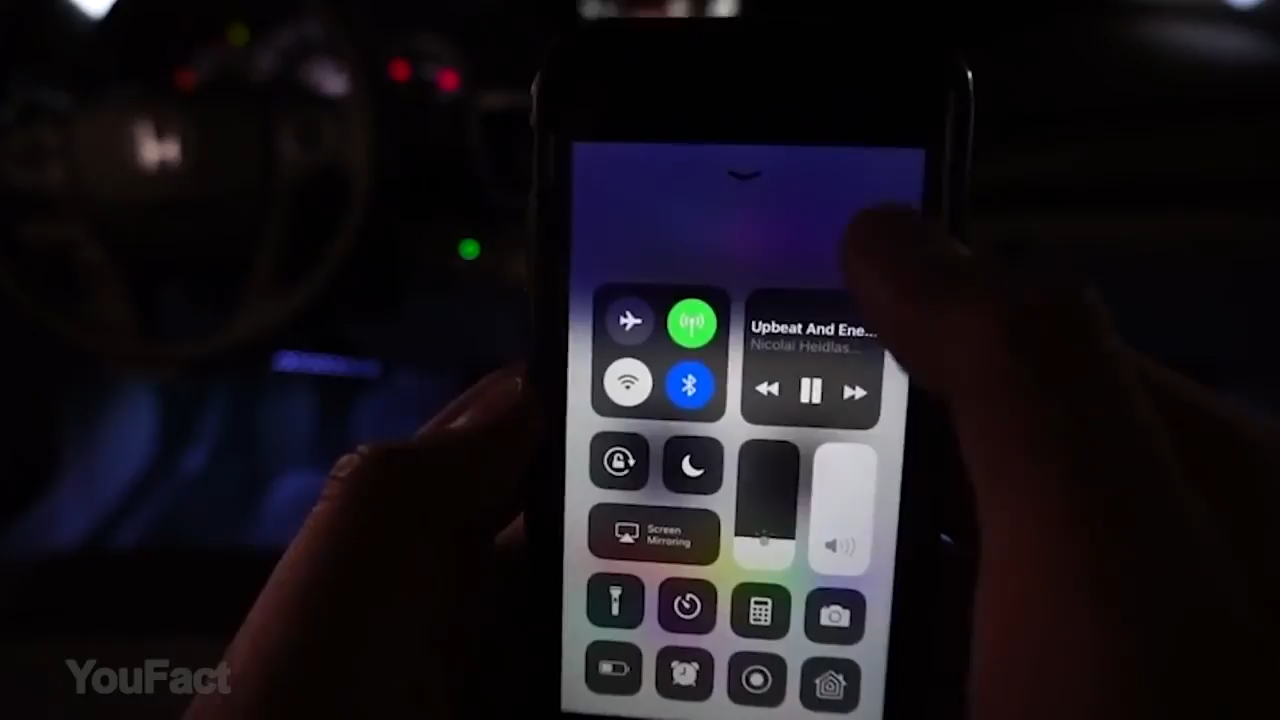 Upbeat And Ene...
Nicolai Heidlas...
Screen
Mirroring
YouFact